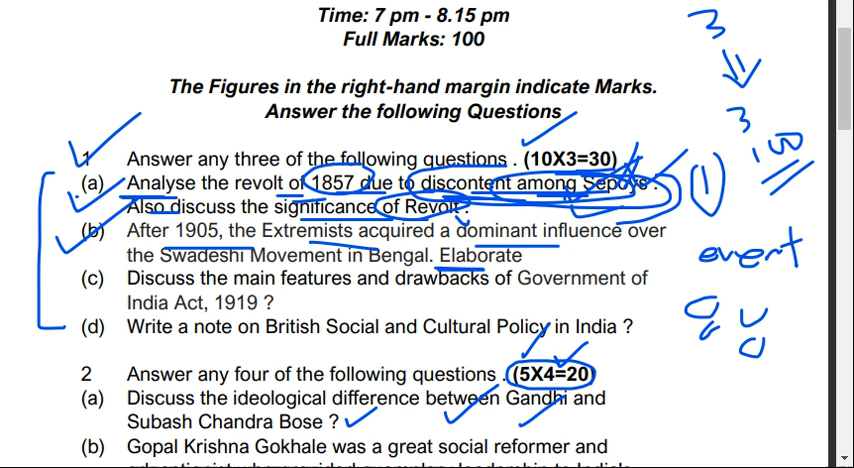 Time: 7 pm - 8.15 pm
Full Marks: 100
The Figures in the right-hand margin indicate Marks.
Answer the following Questions
1 Answer any three of the following questions . (10X3=30)
(a) Analyse the revolt of 1857 due to discontent among Sepoys .
Also discuss the significance of Revolt .
(b) After 1905, the Extremists acquired a dominant influence over
the Swadeshi Movement in Bengal. Elaborate
(c) Discuss the main features and drawbacks of Government of
India Act, 1919 ?
(d) Write a note on British Social and Cultural Policy in India ?
2 Answer any four of the following questions . (5X4=20)
(a) Discuss the ideological difference between Gandhi and
Subash Chandra Bose ?
(b) Gopal Krishna Gokhale was a great social reformer and
3
3
100
(1)
event